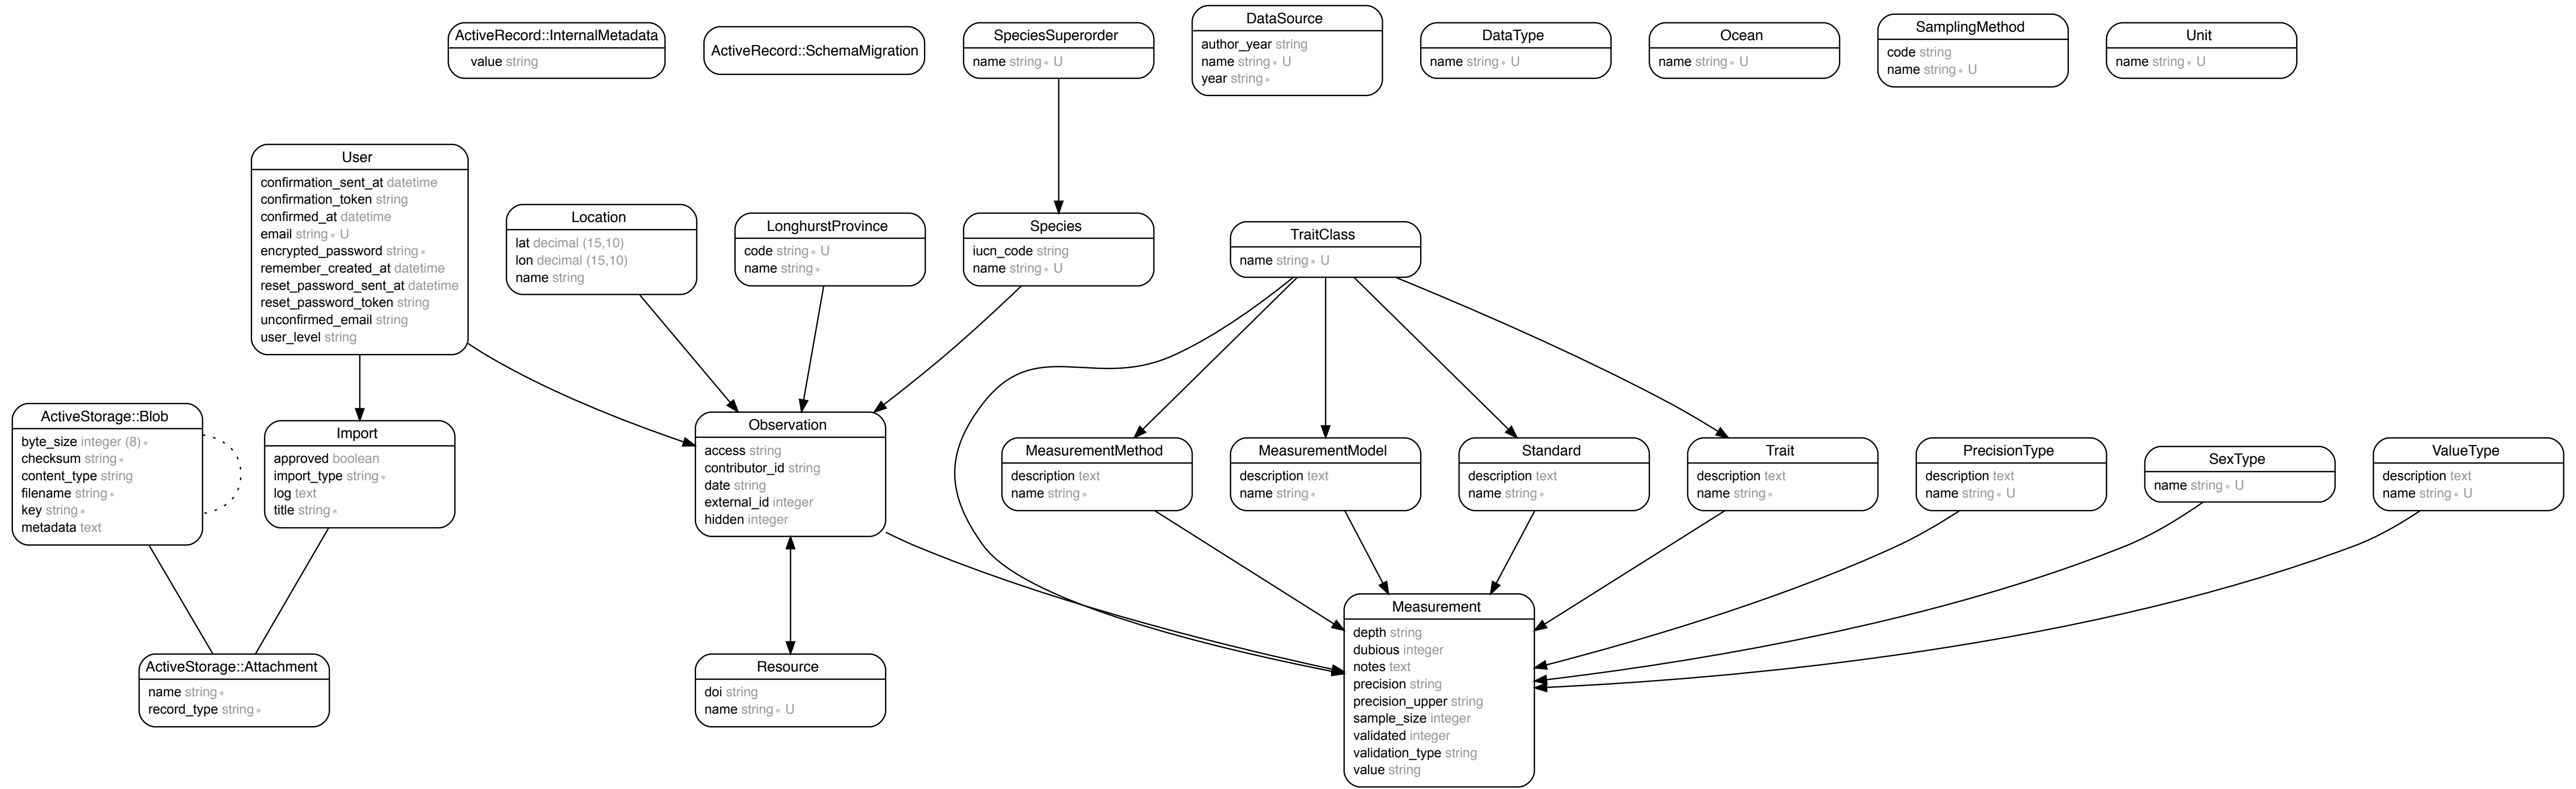 ActiveRecord::InternalMetadata
value string
ActiveRecord::SchemaMigration
SpeciesSuperorder
name string * U
DataSource
author_year string
name string * U
year string *
DataType
name string * U
Ocean
name string * U
SamplingMethod
code string
name string * U
Unit
name string * U
User
confirmation_sent_at datetime
confirmation_token string
confirmed_at datetime
email string * U
encrypted_password string *
remember_created_at datetime
reset_password_sent_at datetime
reset_password_token string
unconfirmed_email string
user_level string
Location
lat decimal (15,10)
lon decimal (15,10)
name string
LonghurstProvince
code string * U
name string *
Species
iucn_code string
name string * U
TraitClass
name string * U
ActiveStorage::Blob
byte_size integer (8) *
checksum string *
content_type string
filename string *
key string *
metadata text
Import
approved boolean
import_type string *
log text
title string *
Observation
access string
contributor_id string
date string
external_id integer
hidden integer
MeasurementMethod
description text
name string *
MeasurementModel
description text
name string *
Standard
description text
name string *
Trait
description text
name string *
PrecisionType
description text
name string * U
SexType
name string * U
ValueType
description text
name string * U
ActiveStorage::Attachment
name string *
record_type string *
Resource
doi string
name string * U
Measurement
depth string
dubious integer
notes text
precision string
precision_upper string
sample_size integer
validated integer
validation_type string
value string